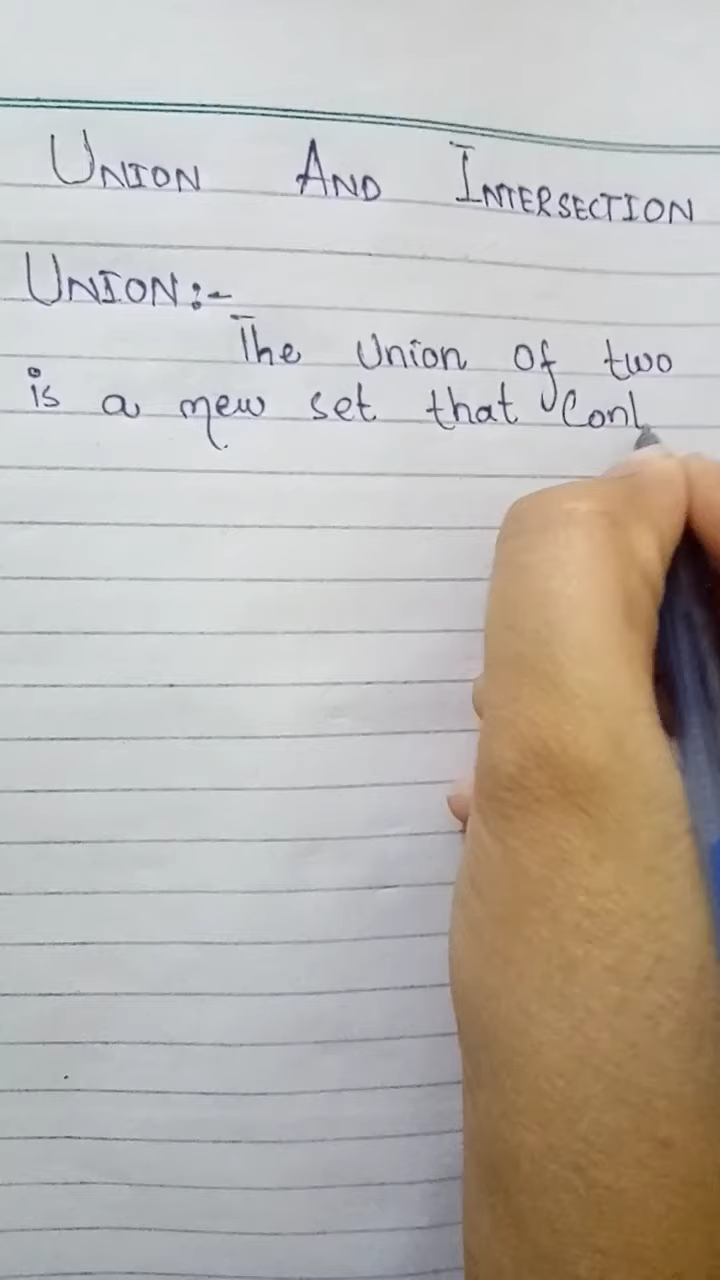 UNION AND INTERSECTION
UNION:-
The Union of two
is a new set that